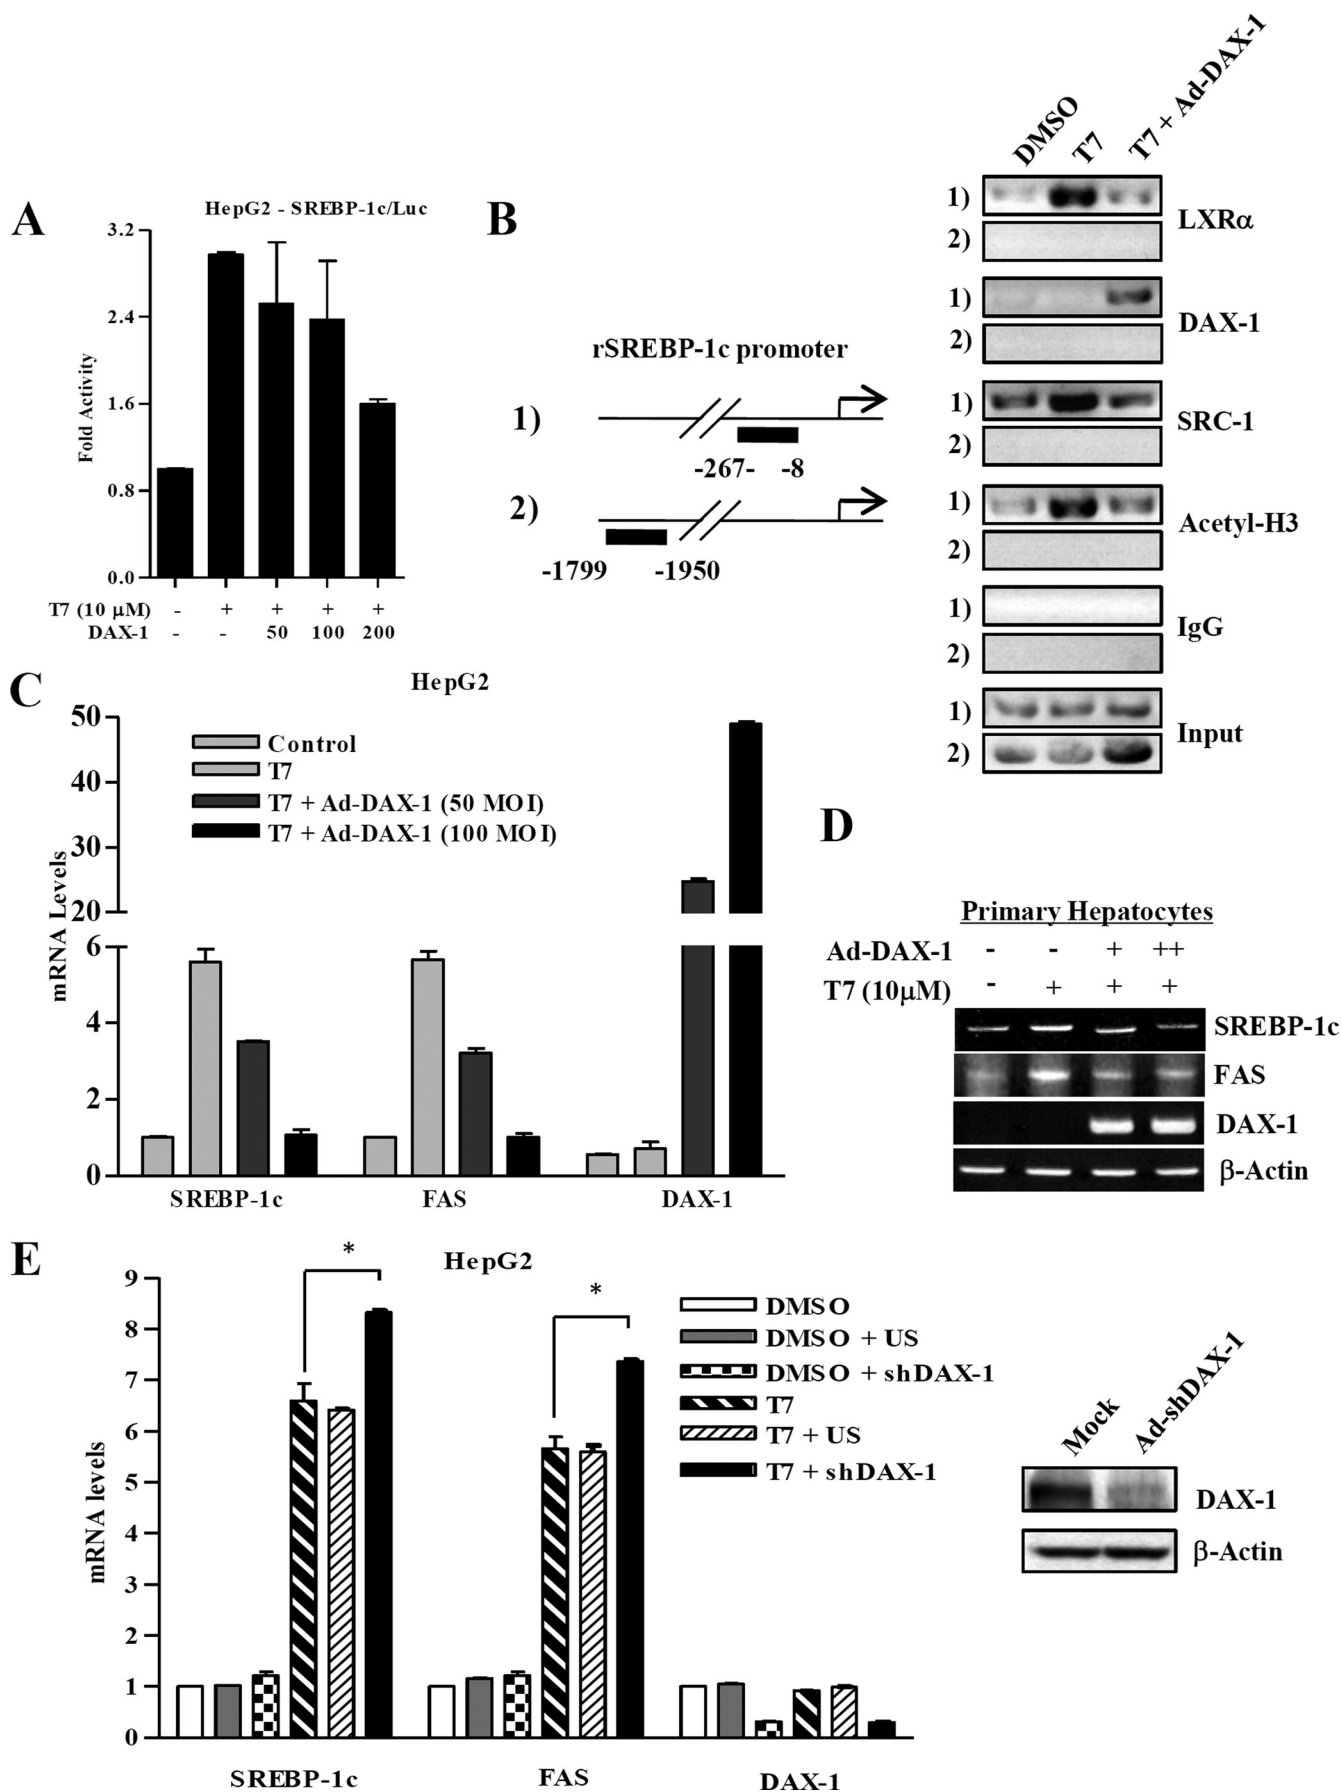 A
HepG2 - SREBP-1c/Luc
3.2
2.4
1.6
0.8
0.0
Fold Activity
T7 (10 μM) - + + + +
DAX-1 - - 50 100 200
B
rSREBP-1c promoter
1)
-267- -8
2)
-1799 -1950
DMSO
T7
T7 + Ad-DAX-1
1)
2)
LXRα
1)
2)
DAX-1
1)
2)
SRC-1
1)
2)
Acetyl-H3
1)
2)
IgG
1)
2)
Input
C
HepG2
50
40
30
20
6
4
2
0
mRNA Levels
Control
T7
T7 + Ad-DAX-1 (50 MOI)
T7 + Ad-DAX-1 (100 MOI)
SREBP-1c FAS DAX-1
D
Primary Hepatocytes
Ad-DAX-1 - - + ++
T7 (10μM) - + + +
SREBP-1c
FAS
DAX-1
β-Actin
E
HepG2
9
8
7
6
5
4
3
2
1
0
mRNA levels
*
*
DMSO
DMSO + US
DMSO + shDAX-1
T7
T7 + US
T7 + shDAX-1
SREBP-1c FAS DAX-1
Mock
Ad-shDAX-1
DAX-1
β-Actin